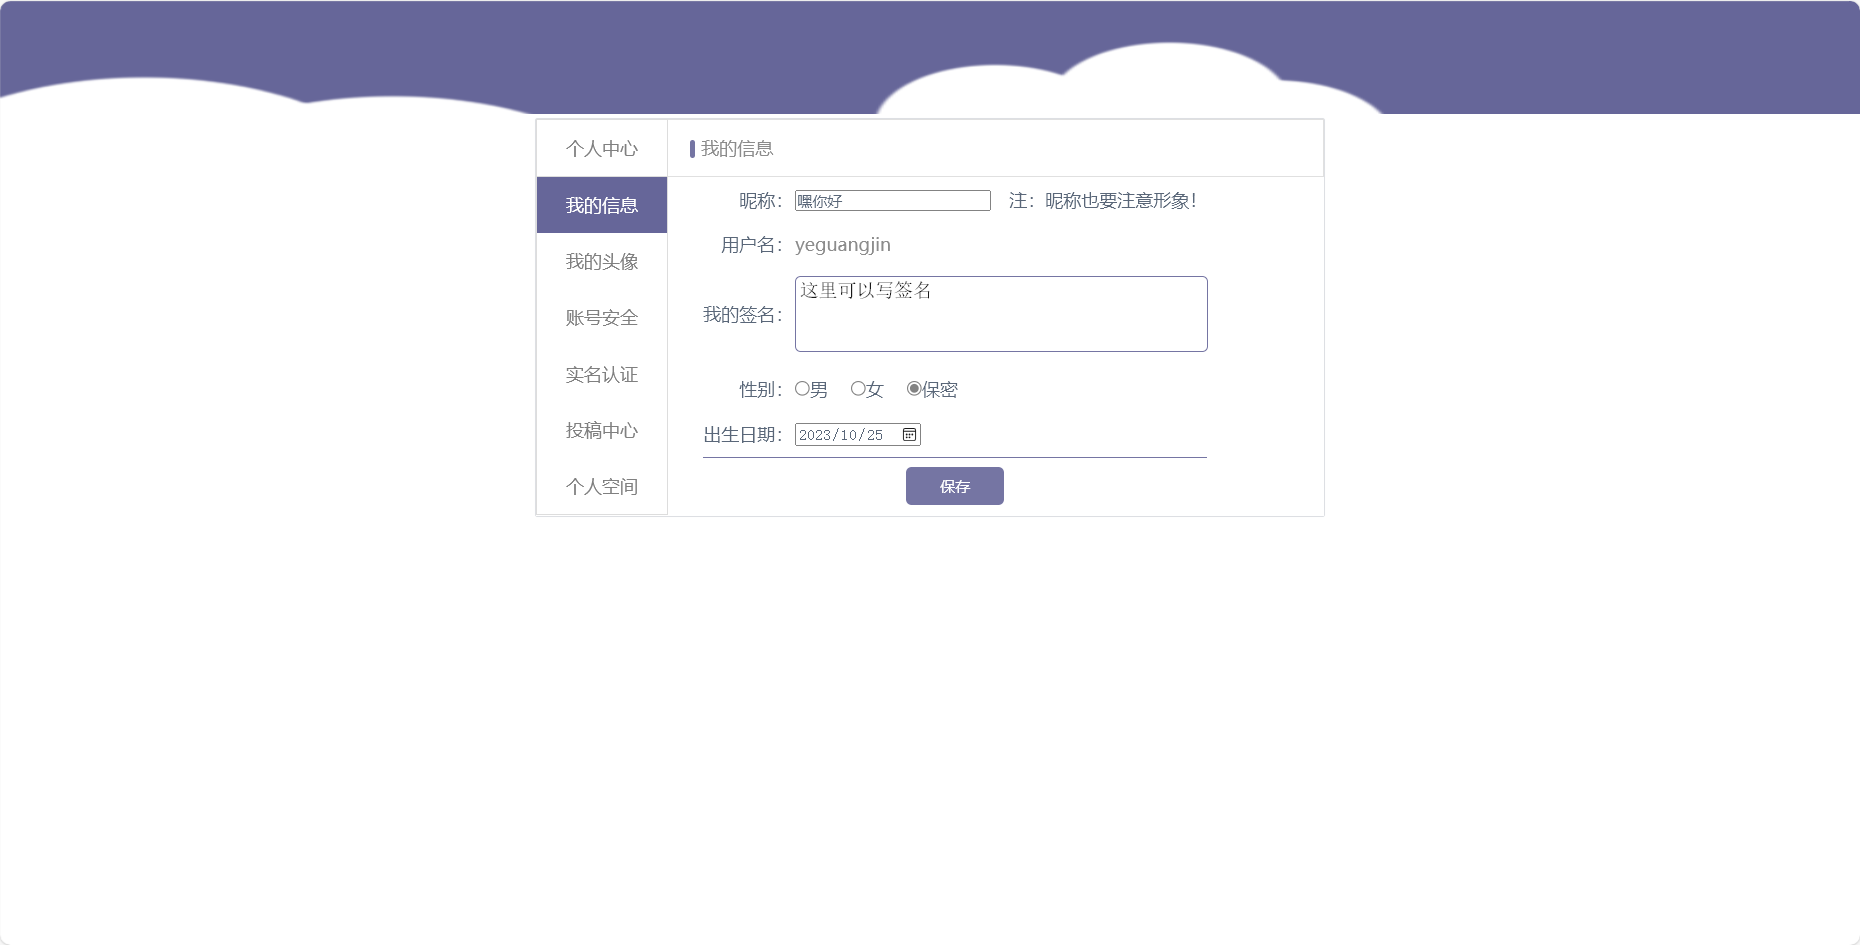 个人中心
我的信息
我的头像
账号安全
实名认证
投稿中心
个人空间
我的信息
昵称： 嘿你好 注：昵称也要注意形象！
用户名： yeguangjin
我的签名： 这里可以写签名
性别： 男 女 保密
出生日期： 2023/10/25
保存